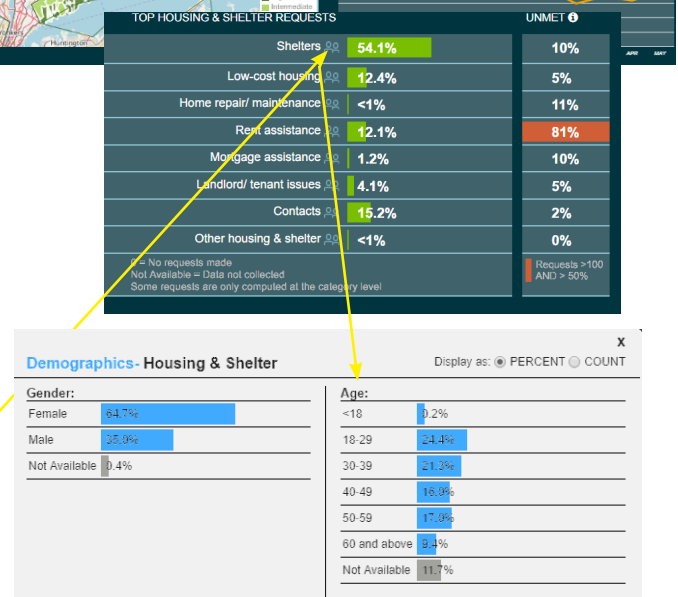 Intermediate
Huntington
APR MAY
TOP HOUSING & SHELTER REQUESTS UNMET
Shelters 54.1% 10%
Low-cost housing 12.4% 5%
Home repair/ maintenance <1% 11%
Rent assistance 12.1% 81%
Mortgage assistance 1.2% 10%
Landlord/ tenant issues 4.1% 5%
Contacts 15.2% 2%
Other housing & shelter <1% 0%
0 = No requests made
Not Available = Data not collected
Some requests are only computed at the category level
Requests >100
AND > 50%
X
Demographics- Housing & Shelter Display as: PERCENT COUNT
Gender:
Female 64.7%
Male 35.0%
Not Available 0.4%
Age:
<18 0.2%
18-29 24.4%
30-39 21.3%
40-49 16.0%
50-59 17.0%
60 and above 9.4%
Not Available 11.7%